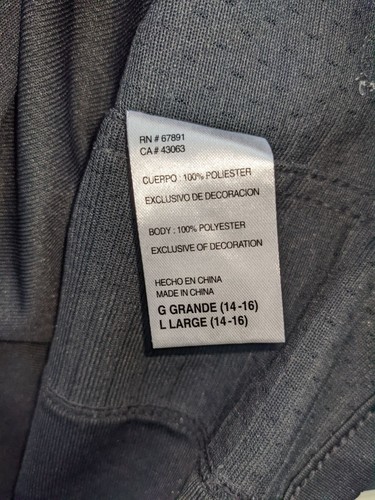 RN # 67891
CA # 43063
CUERPO : 100% POLIESTER
EXCLUSIVO DE DECORACION
BODY : 100% POLYESTER
EXCLUSIVE OF DECORATION
HECHO EN CHINA
MADE IN CHINA
G GRANDE (14-16)
L LARGE (14-16)